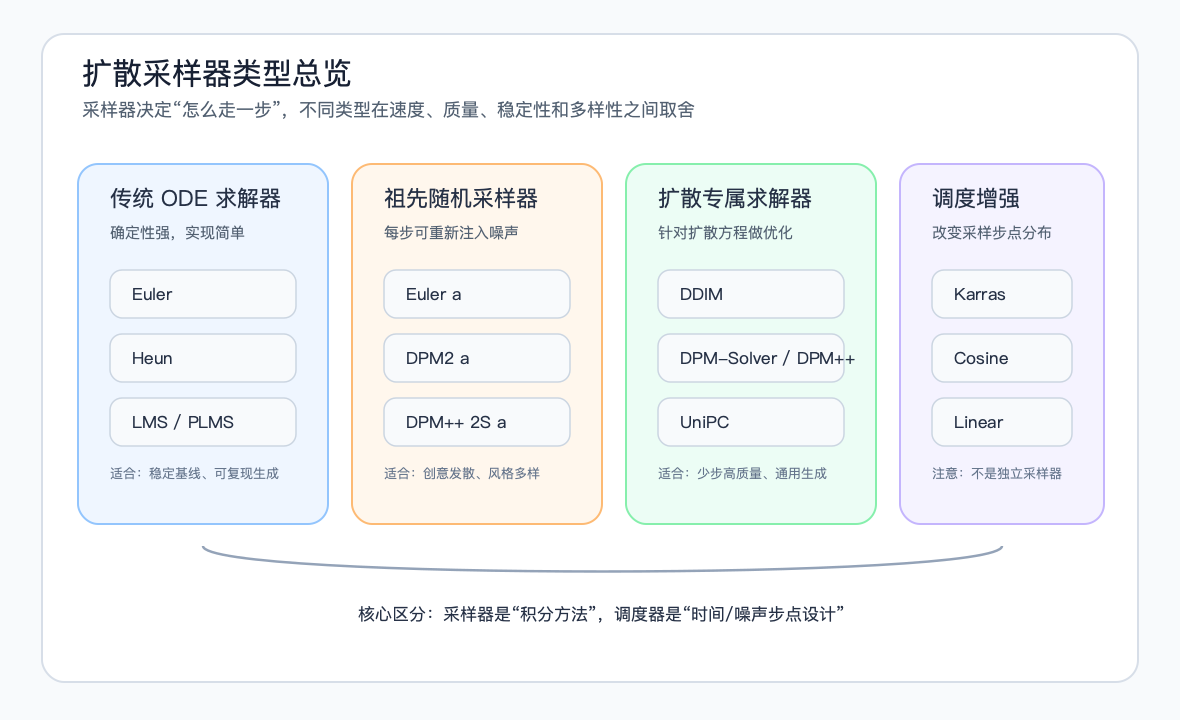 扩散采样器类型总览
采样器决定“怎么走一步”，不同类型在速度、质量、稳定性和多样性之间取舍
传统 ODE 求解器
确定性强，实现简单
Euler
Heun
LMS / PLMS
适合：稳定基线、可复现生成
祖先随机采样器
每步可重新注入噪声
Euler a
DPM2 a
DPM++ 2S a
适合：创意发散、风格多样
扩散专属求解器
针对扩散方程做优化
DDIM
DPM-Solver / DPM++
UniPC
适合：少步高质量、通用生成
调度增强
改变采样步点分布
Karras
Cosine
Linear
注意：不是独立采样器
核心区分：采样器是“积分方法”，调度器是“时间/噪声步点设计”